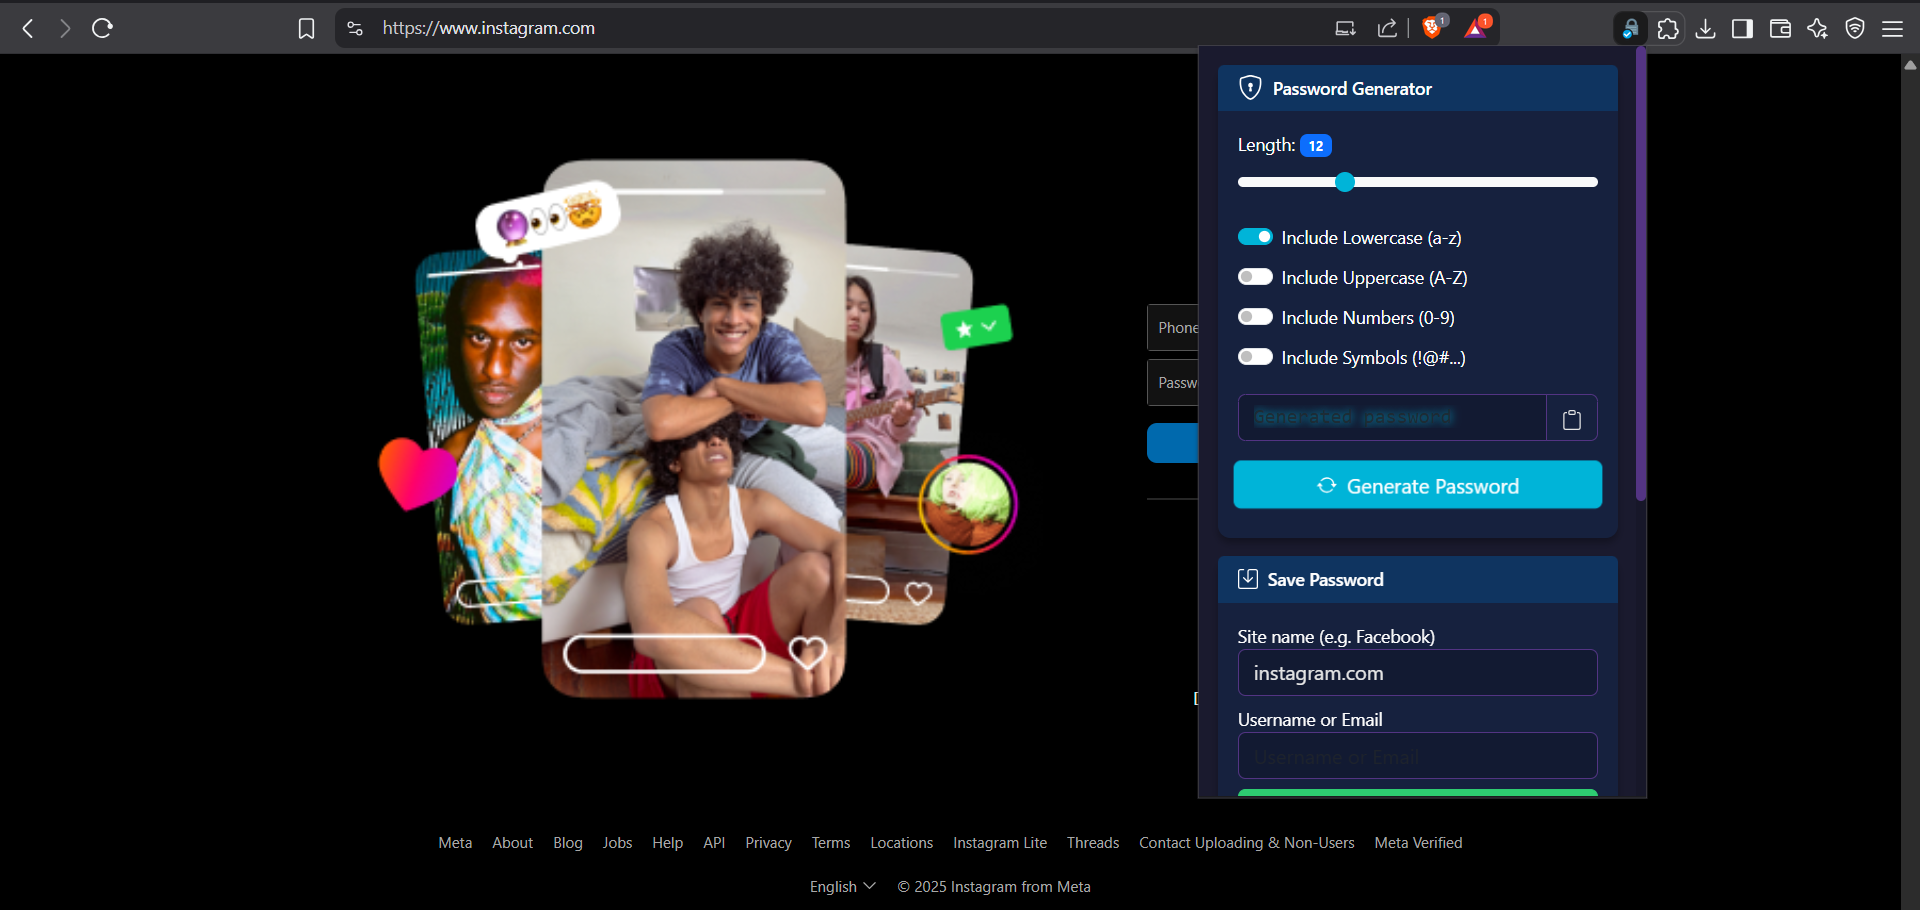 https://www.instagram.com
1
1
Password Generator
Length: 12
Include Lowercase (a-z)
Include Uppercase (A-Z)
Include Numbers (0-9)
Include Symbols (!@#...)
Generated password
Generate Password
Save Password
Site name (e.g. Facebook)
instagram.com
Username or Email
Username or Email
Phone
Passw
Meta About Blog Jobs Help API Privacy Terms Locations Instagram Lite Threads Contact Uploading & Non-Users Meta Verified
English © 2025 Instagram from Meta